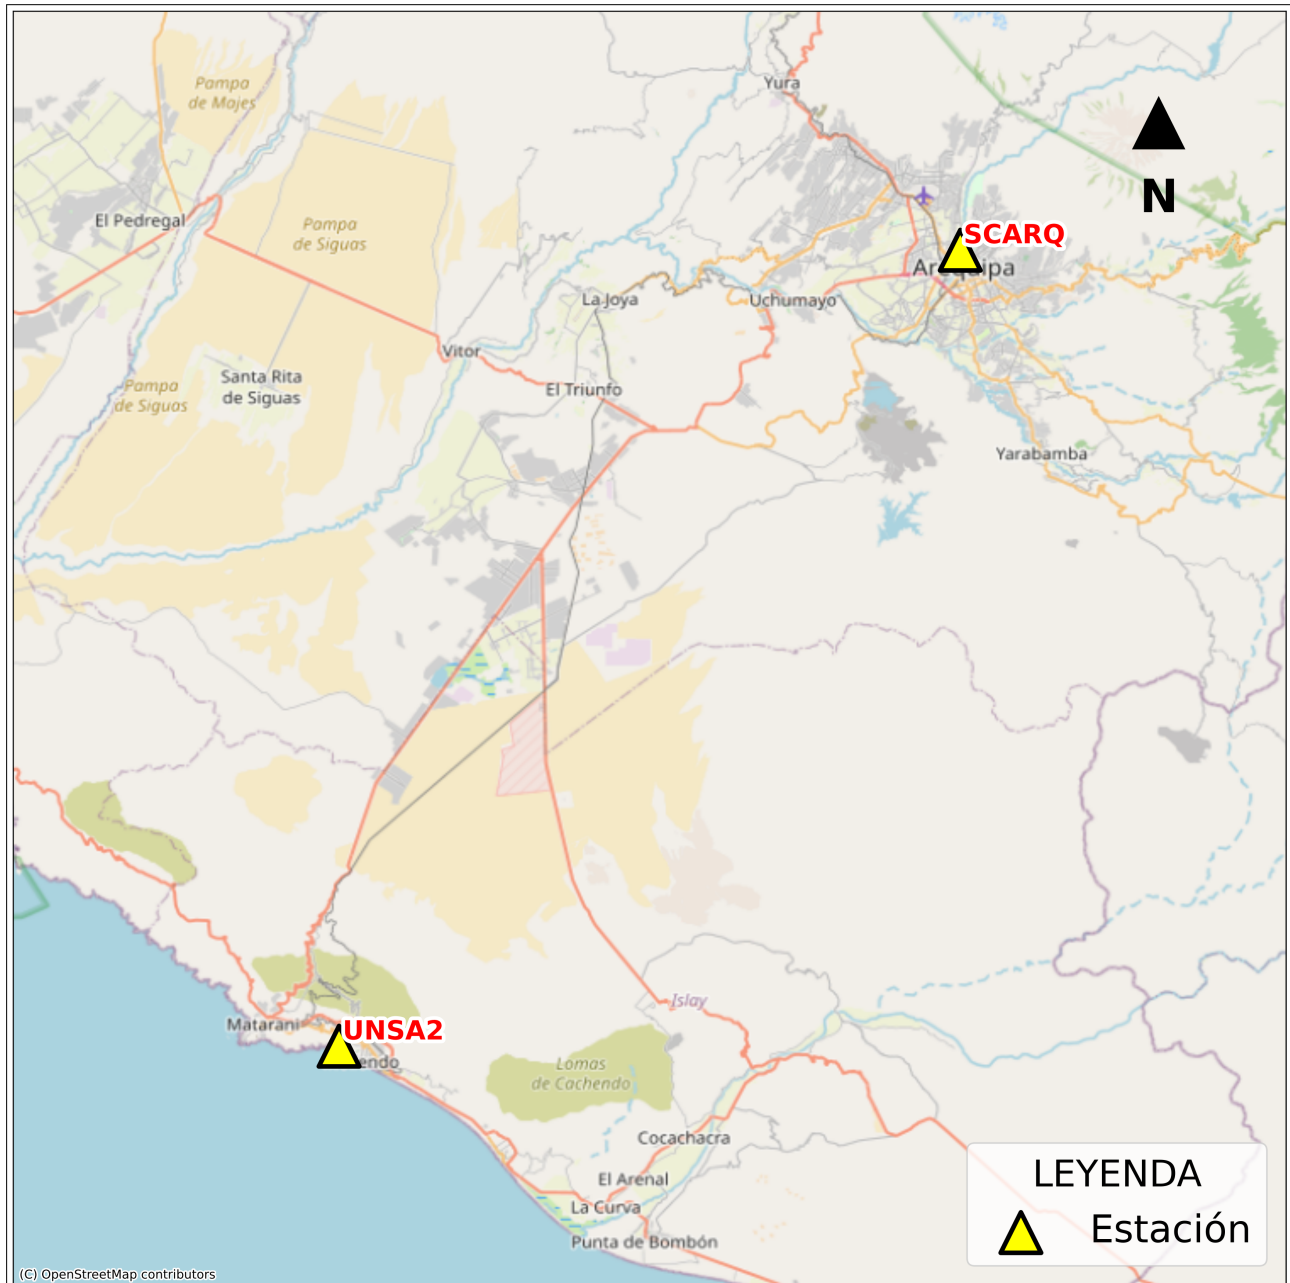 Pampa
de Majes
Yura
N
El Pedregal
Pampa
de Siguas
SCARQ
Arequipa
La Joya
Uchumayo
Vitor
Santa Rita
de Siguas
Pampa
de Siguas
El Triunfo
Yarabamba
Islay
Matarani
UNSA2
endo
Lomas
de Cachendo
Cocachacra
El Arenal
La Curva
Punta de Bombón
LEYENDA
Estación
(C) OpenStreetMap contributors